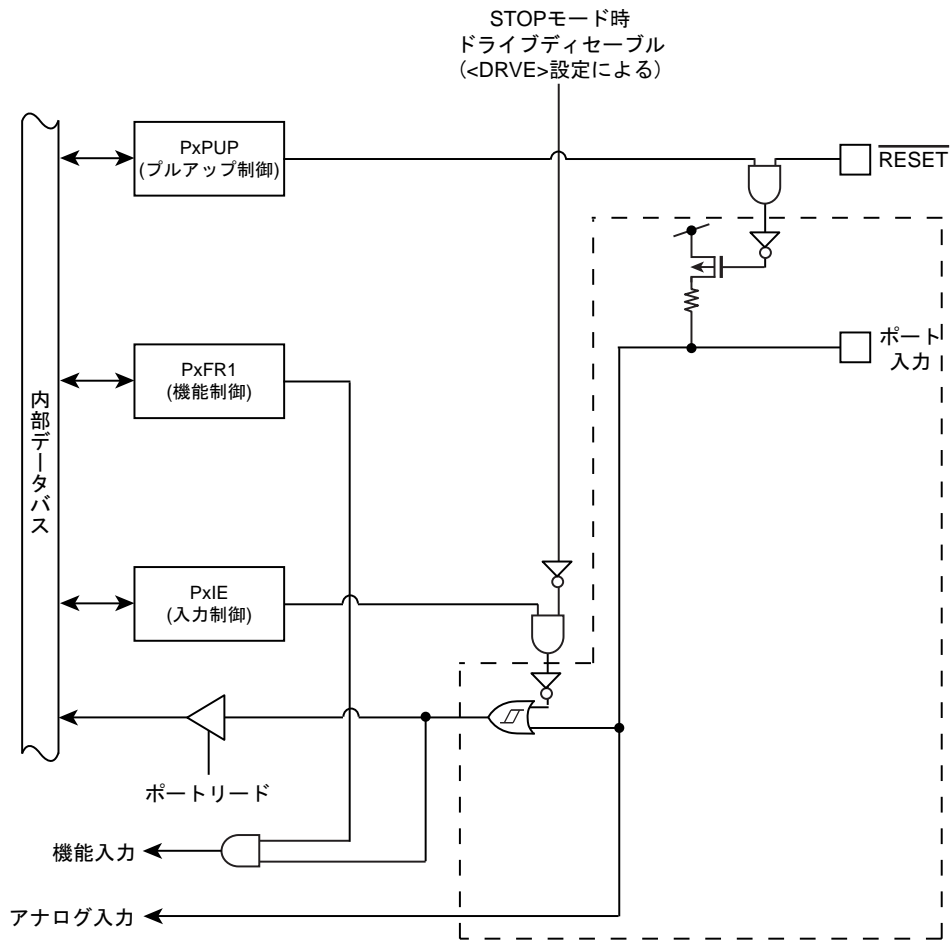 STOPモード時
ドライブディセーブル
(<DRVE>設定による)
PxPUP
(プルアップ制御)
RESET
ポート
入力
PxFR1
(機能制御)
内部データバス
PxIE
(入力制御)
ポートリード
機能入力
アナログ入力